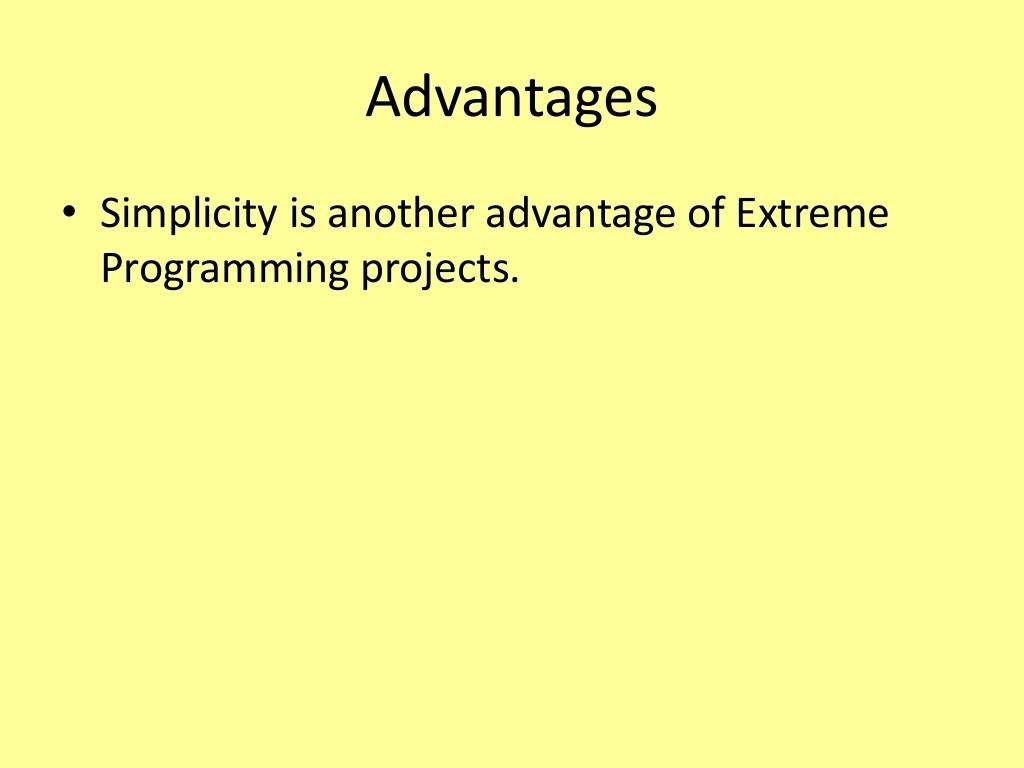 Advantages
• Simplicity is another advantage of Extreme
Programming projects.